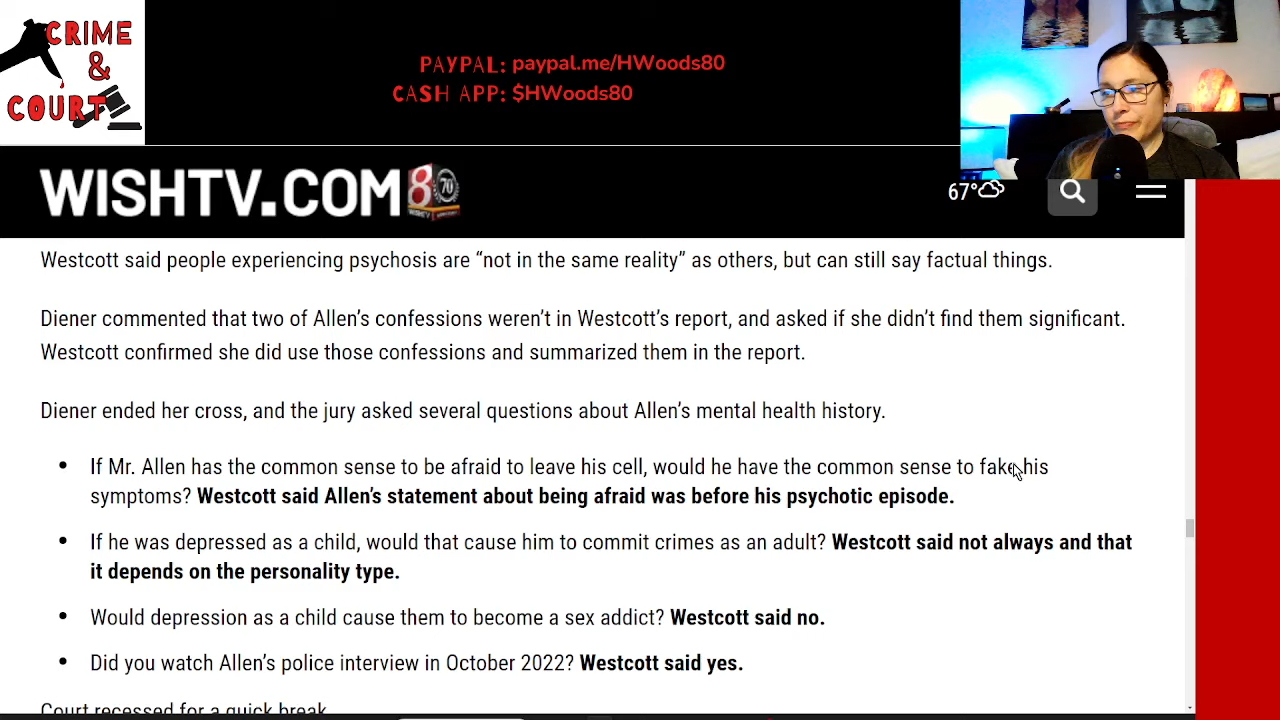 CRIME
&
COURT
PAYPAL: paypal.me/HWoods80
CASH APP: $HWoods80
WISHTV.COM 8 70
67°
Westcott said people experiencing psychosis are “not in the same reality” as others, but can still say factual things.
Diener commented that two of Allen’s confessions weren’t in Westcott’s report, and asked if she didn’t find them significant.
Westcott confirmed she did use those confessions and summarized them in the report.
Diener ended her cross, and the jury asked several questions about Allen’s mental health history.
• If Mr. Allen has the common sense to be afraid to leave his cell, would he have the common sense to fake his
symptoms? Westcott said Allen’s statement about being afraid was before his psychotic episode.
• If he was depressed as a child, would that cause him to commit crimes as an adult? Westcott said not always and that
it depends on the personality type.
• Would depression as a child cause them to become a sex addict? Westcott said no.
• Did you watch Allen’s police interview in October 2022? Westcott said yes.
Court recessed for a quick break.